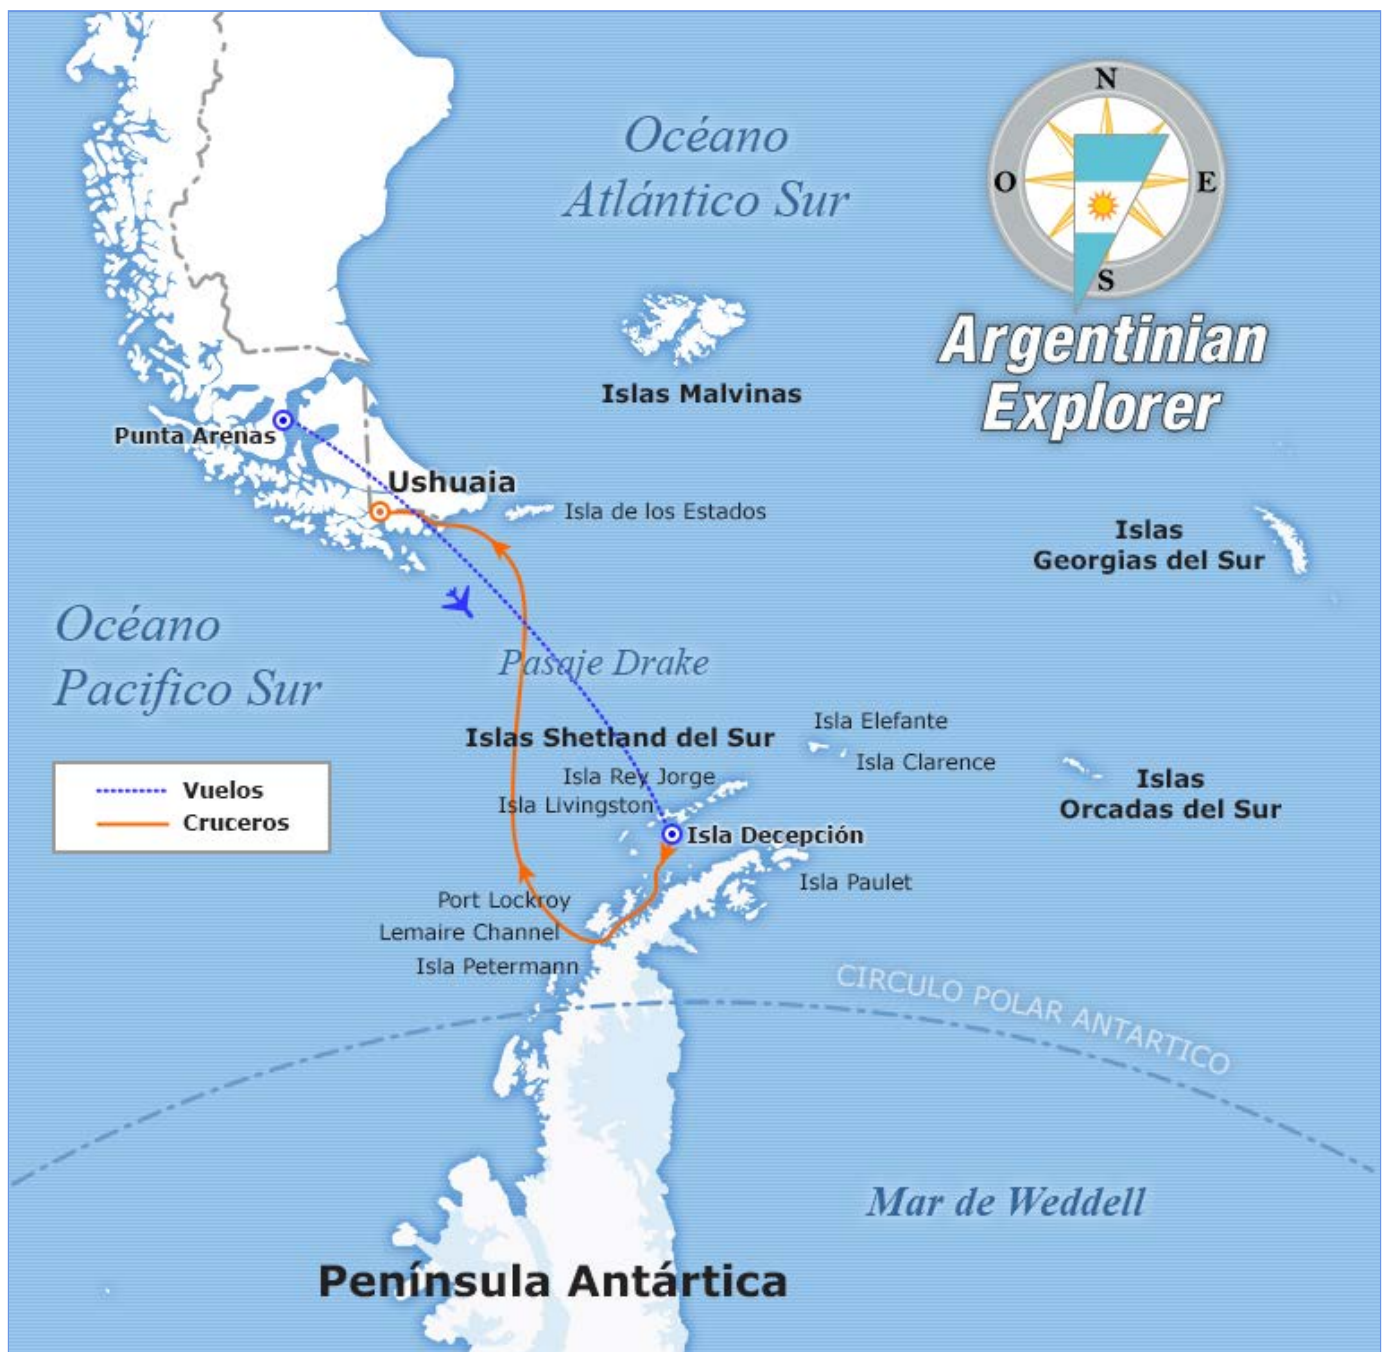 N
O
E
S
Océano
Atlántico Sur
Argentinian
Explorer
Islas Malvinas
Punta Arenas
Ushuaia
Isla de los Estados
Islas
Georgias del Sur
Océano
Pacifico Sur
Pasaje Drake
Islas Shetland del Sur
Isla Elefante
Isla Clarence
Isla Rey Jorge
Isla Livingston
Islas
Orcadas del Sur
Vuelos
Cruceros
Isla Decepción
Isla Paulet
Port Lockroy
Lemaire Channel
Isla Petermann
CIRCULO POLAR ANTARTICO
Mar de Weddell
Península Antártica